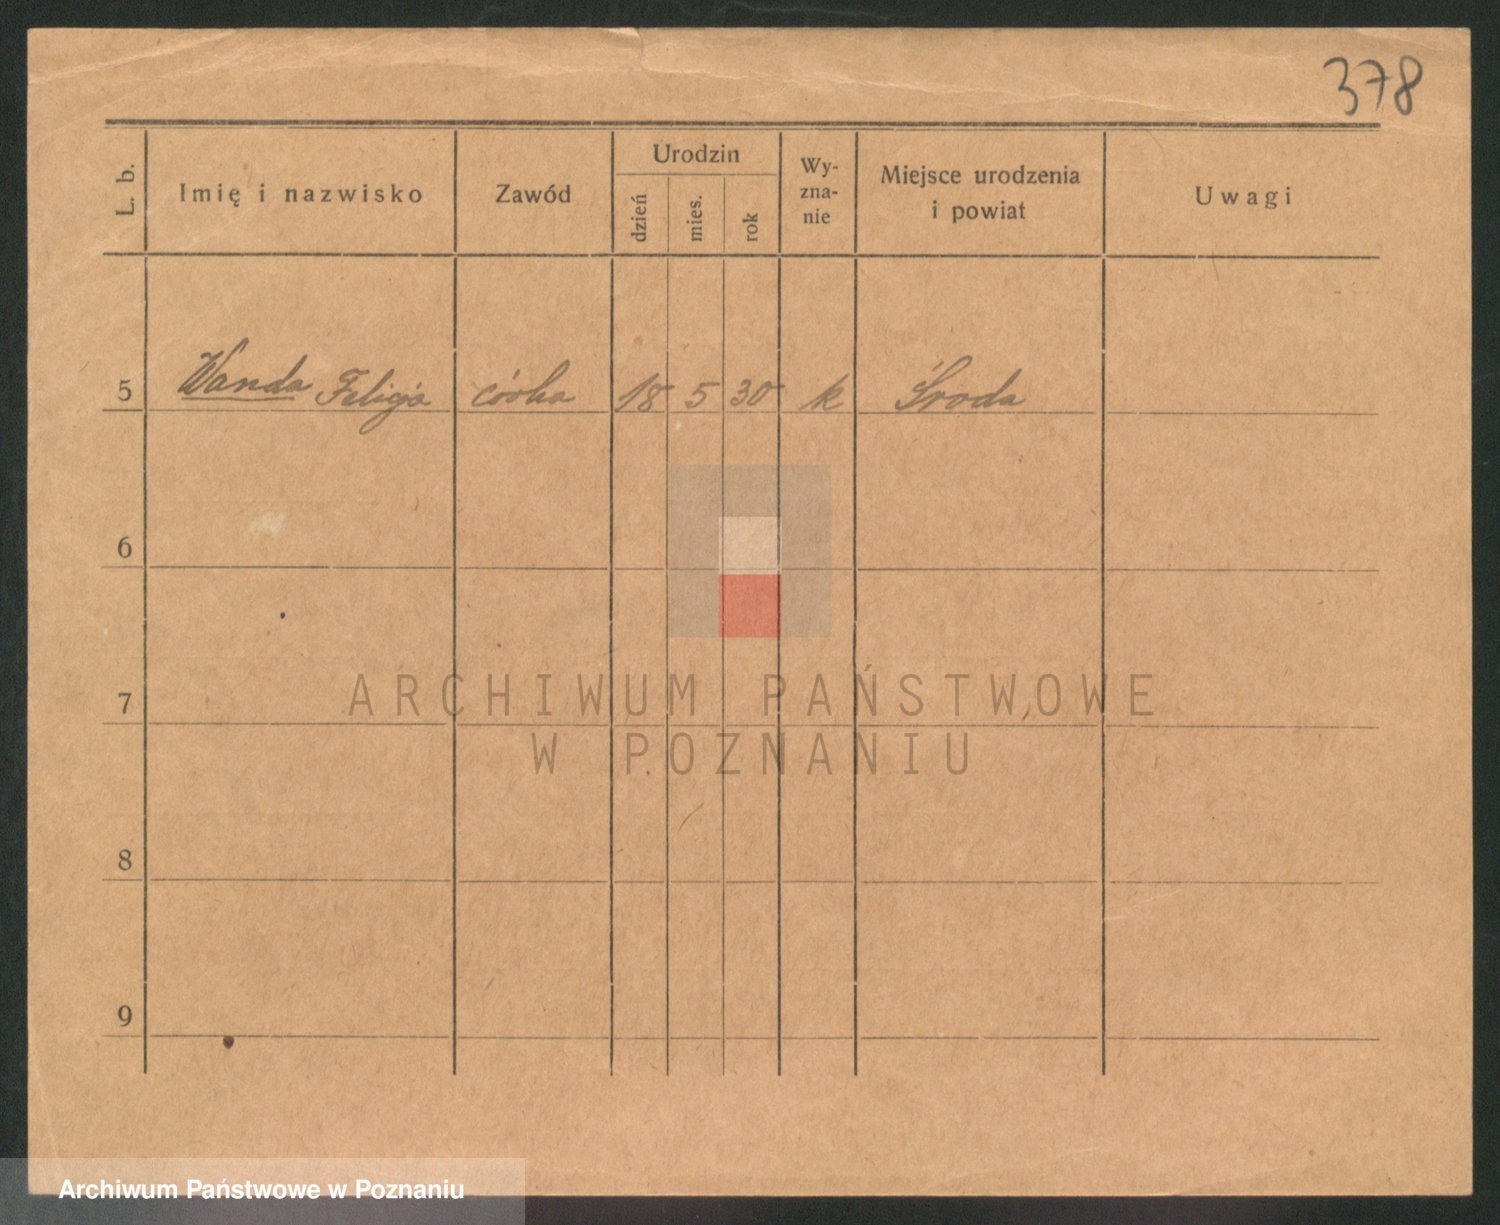 378
L. b.
Imię i nazwisko
Zawód
Urodzin
dzień
mies.
rok
Wy-
zna-
nie
Miejsce urodzenia
i powiat
Uwagi
5 Wanda Felicja córka 18 5 30 k Środa
6
7
8
9
ARCHIWUM PAŃSTWOWE
W POZNANIU
Archiwum Państwowe w Poznaniu